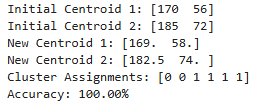 Initial Centroid 1: [170  56]
Initial Centroid 2: [185  72]
New Centroid 1: [169.  58.]
New Centroid 2: [182.5  74. ]
Cluster Assignments: [0 0 1 1 1 1]
Accuracy: 100.00%